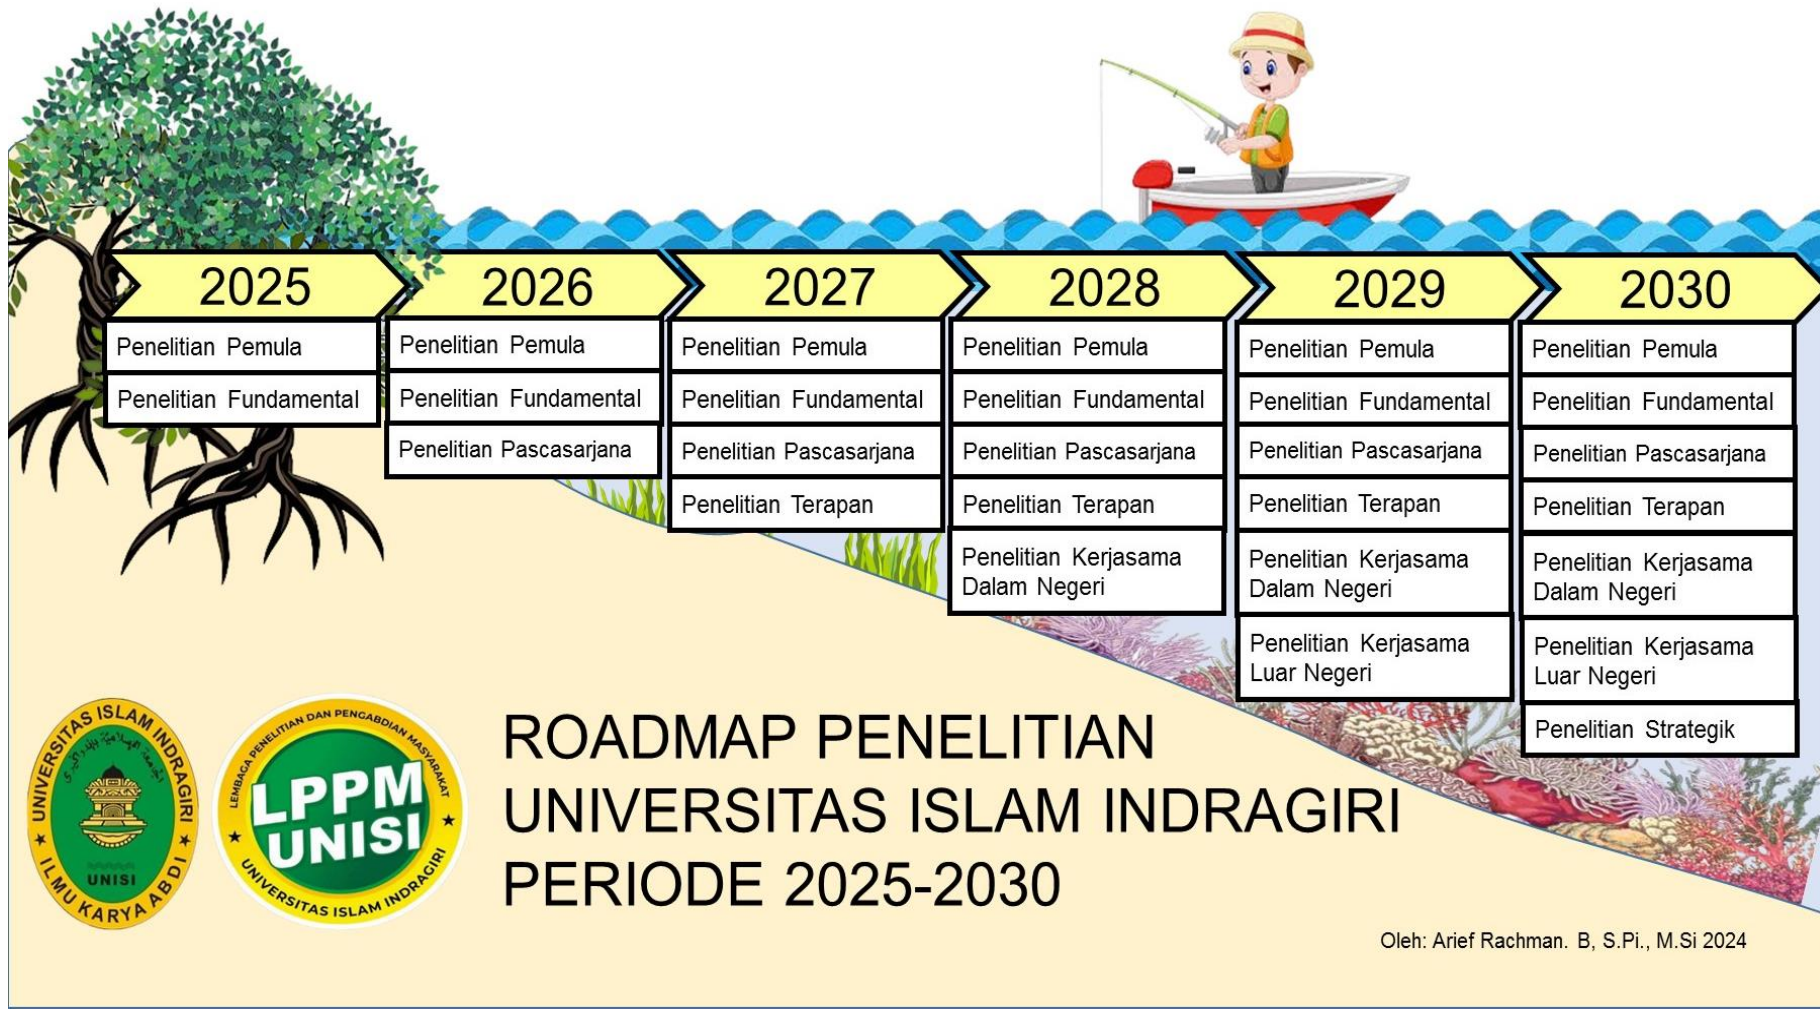 2025
Penelitian Pemula
Penelitian Fundamental
2026
Penelitian Pemula
Penelitian Fundamental
Penelitian Pascasarjana
2027
Penelitian Pemula
Penelitian Fundamental
Penelitian Pascasarjana
Penelitian Terapan
2028
Penelitian Pemula
Penelitian Fundamental
Penelitian Pascasarjana
Penelitian Terapan
Penelitian Kerjasama
Dalam Negeri
2029
Penelitian Pemula
Penelitian Fundamental
Penelitian Pascasarjana
Penelitian Terapan
Penelitian Kerjasama
Dalam Negeri
Penelitian Kerjasama
Luar Negeri
2030
Penelitian Pemula
Penelitian Fundamental
Penelitian Pascasarjana
Penelitian Terapan
Penelitian Kerjasama
Dalam Negeri
Penelitian Kerjasama
Luar Negeri
Penelitian Strategik
UNIVERSITAS ISLAM INDRAGIRI
UNISI
ILMU KARYA ABDI
LEMBAGA PENELITIAN DAN PENGABDIAN MASYARAKAT
LPPM
UNISI
UNIVERSITAS ISLAM INDRAGIRI
ROADMAP PENELITIAN
UNIVERSITAS ISLAM INDRAGIRI
PERIODE 2025-2030
Oleh: Arief Rachman. B, S.Pi., M.Si 2024